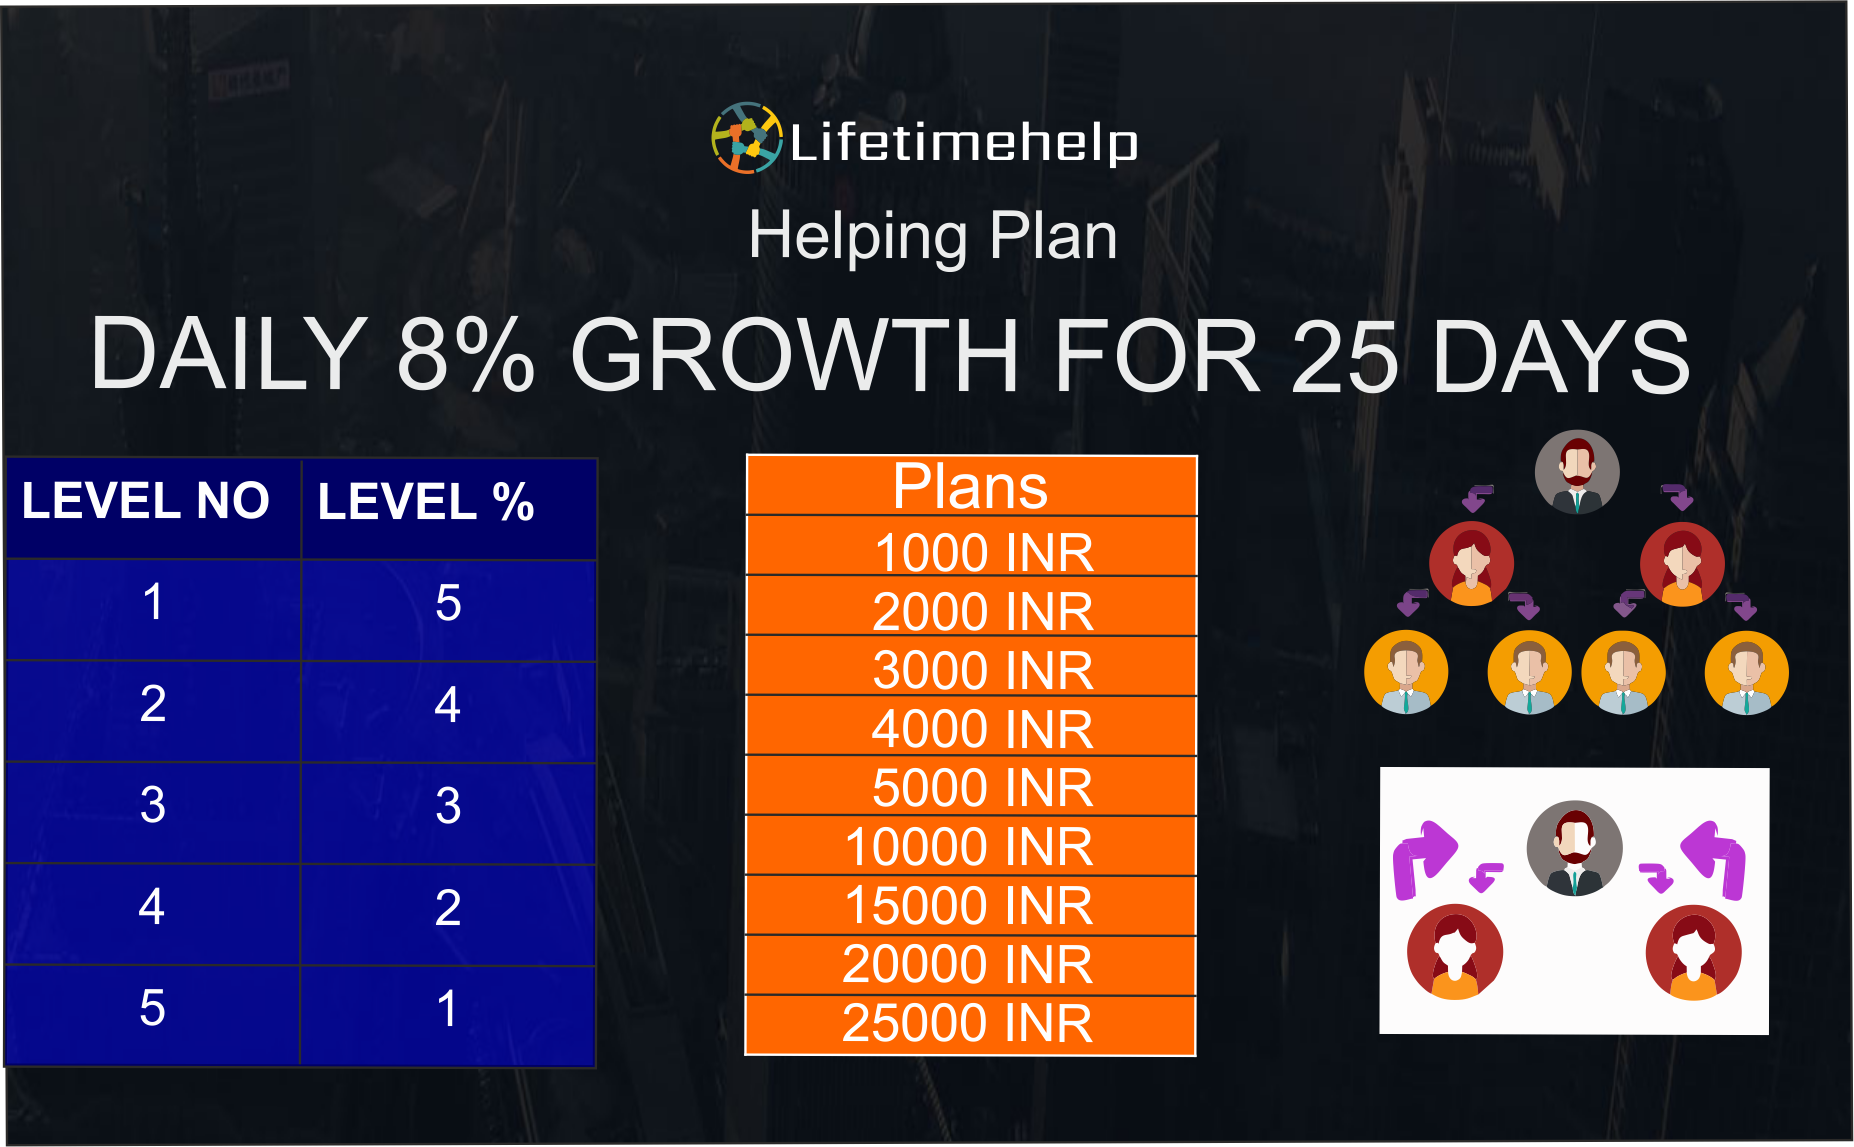 Lifetimehelp
Helping Plan
DAILY 8% GROWTH FOR 25 DAYS
LEVEL NO LEVEL %
1 5
2 4
3 3
4 2
5 1
Plans
1000 INR
2000 INR
3000 INR
4000 INR
5000 INR
10000 INR
15000 INR
20000 INR
25000 INR